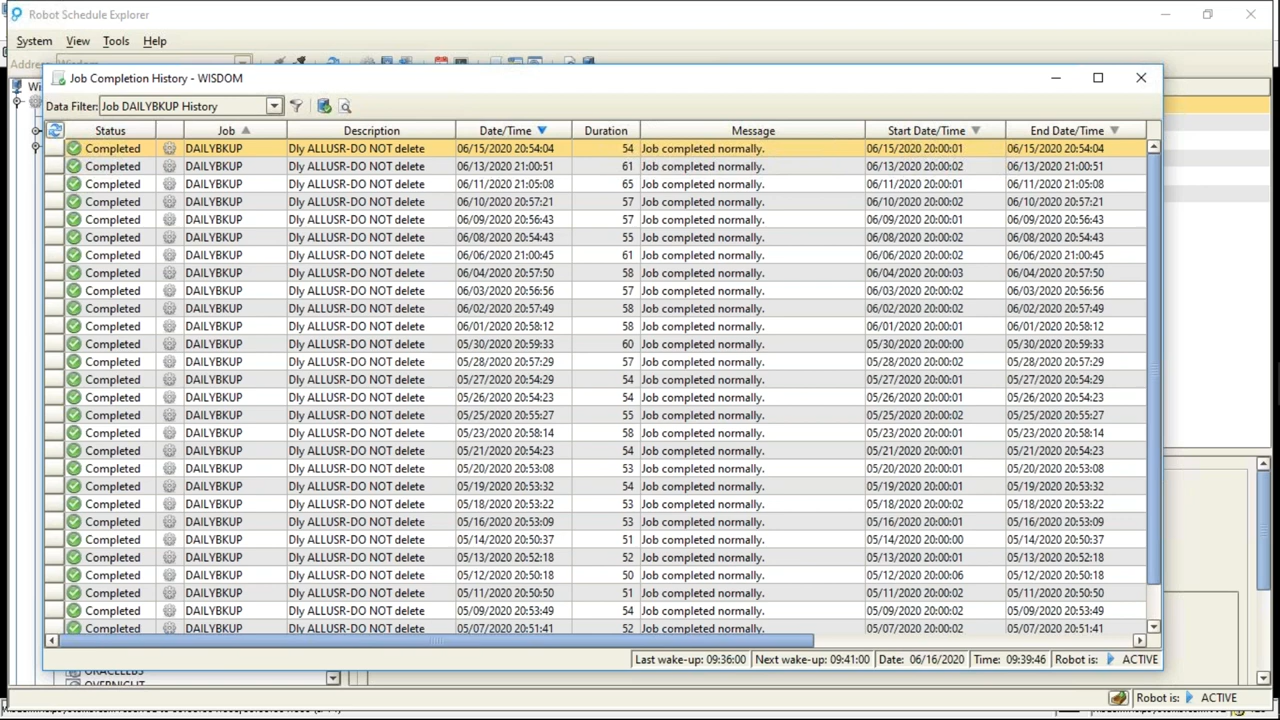 Robot Schedule Explorer
System View Tools Help
Job Completion History - WISDOM
Data Filter: Job DAILYBKUP History
Status Job Description Date/Time Duration Message Start Date/Time End Date/Time
Completed DAILYBKUP Dly ALLUSR-DO NOT delete 06/15/2020 20:54:04 54 Job completed normally. 06/15/2020 20:00:01 06/15/2020 20:54:04
Completed DAILYBKUP Dly ALLUSR-DO NOT delete 06/13/2020 21:00:51 61 Job completed normally. 06/13/2020 20:00:02 06/13/2020 21:00:51
Completed DAILYBKUP Dly ALLUSR-DO NOT delete 06/11/2020 21:05:08 65 Job completed normally. 06/11/2020 20:00:01 06/11/2020 21:05:08
Completed DAILYBKUP Dly ALLUSR-DO NOT delete 06/10/2020 20:57:21 57 Job completed normally. 06/10/2020 20:00:02 06/10/2020 20:57:21
Completed DAILYBKUP Dly ALLUSR-DO NOT delete 06/09/2020 20:56:43 57 Job completed normally. 06/09/2020 20:00:01 06/09/2020 20:56:43
Completed DAILYBKUP Dly ALLUSR-DO NOT delete 06/08/2020 20:54:43 55 Job completed normally. 06/08/2020 20:00:02 06/08/2020 20:54:43
Completed DAILYBKUP Dly ALLUSR-DO NOT delete 06/06/2020 21:00:45 61 Job completed normally. 06/06/2020 20:00:02 06/06/2020 21:00:45
Completed DAILYBKUP Dly ALLUSR-DO NOT delete 06/04/2020 20:57:50 58 Job completed normally. 06/04/2020 20:00:03 06/04/2020 20:57:50
Completed DAILYBKUP Dly ALLUSR-DO NOT delete 06/03/2020 20:56:56 57 Job completed normally. 06/03/2020 20:00:02 06/03/2020 20:56:56
Completed DAILYBKUP Dly ALLUSR-DO NOT delete 06/02/2020 20:57:49 58 Job completed normally. 06/02/2020 20:00:02 06/02/2020 20:57:49
Completed DAILYBKUP Dly ALLUSR-DO NOT delete 06/01/2020 20:58:12 58 Job completed normally. 06/01/2020 20:00:01 06/01/2020 20:58:12
Completed DAILYBKUP Dly ALLUSR-DO NOT delete 05/30/2020 20:59:33 60 Job completed normally. 05/30/2020 20:00:00 05/30/2020 20:59:33
Completed DAILYBKUP Dly ALLUSR-DO NOT delete 05/28/2020 20:57:29 57 Job completed normally. 05/28/2020 20:00:02 05/28/2020 20:57:29
Completed DAILYBKUP Dly ALLUSR-DO NOT delete 05/27/2020 20:54:29 54 Job completed normally. 05/27/2020 20:00:01 05/27/2020 20:54:29
Completed DAILYBKUP Dly ALLUSR-DO NOT delete 05/26/2020 20:54:23 54 Job completed normally. 05/26/2020 20:00:02 05/26/2020 20:54:23
Completed DAILYBKUP Dly ALLUSR-DO NOT delete 05/25/2020 20:55:27 55 Job completed normally. 05/25/2020 20:00:02 05/25/2020 20:55:27
Completed DAILYBKUP Dly ALLUSR-DO NOT delete 05/23/2020 20:58:14 58 Job completed normally. 05/23/2020 20:00:02 05/23/2020 20:58:14
Completed DAILYBKUP Dly ALLUSR-DO NOT delete 05/21/2020 20:54:23 54 Job completed normally. 05/21/2020 20:00:01 05/21/2020 20:54:23
Completed DAILYBKUP Dly ALLUSR-DO NOT delete 05/20/2020 20:53:08 53 Job completed normally. 05/20/2020 20:00:01 05/20/2020 20:53:08
Completed DAILYBKUP Dly ALLUSR-DO NOT delete 05/19/2020 20:53:32 54 Job completed normally. 05/19/2020 20:00:01 05/19/2020 20:53:32
Completed DAILYBKUP Dly ALLUSR-DO NOT delete 05/18/2020 20:53:22 53 Job completed normally. 05/18/2020 20:00:02 05/18/2020 20:53:22
Completed DAILYBKUP Dly ALLUSR-DO NOT delete 05/16/2020 20:53:09 53 Job completed normally. 05/16/2020 20:00:01 05/16/2020 20:53:09
Completed DAILYBKUP Dly ALLUSR-DO NOT delete 05/14/2020 20:50:37 51 Job completed normally. 05/14/2020 20:00:00 05/14/2020 20:50:37
Completed DAILYBKUP Dly ALLUSR-DO NOT delete 05/13/2020 20:52:18 52 Job completed normally. 05/13/2020 20:00:01 05/13/2020 20:52:18
Completed DAILYBKUP Dly ALLUSR-DO NOT delete 05/12/2020 20:50:18 50 Job completed normally. 05/12/2020 20:00:06 05/12/2020 20:50:18
Completed DAILYBKUP Dly ALLUSR-DO NOT delete 05/11/2020 20:50:50 51 Job completed normally. 05/11/2020 20:00:02 05/11/2020 20:50:50
Completed DAILYBKUP Dly ALLUSR-DO NOT delete 05/09/2020 20:53:49 54 Job completed normally. 05/09/2020 20:00:02 05/09/2020 20:53:49
Completed DAILYBKUP Dly ALLUSR-DO NOT delete 05/07/2020 20:51:41 52 Job completed normally. 05/07/2020 20:00:02 05/07/2020 20:51:41
Last wake-up: 09:36:00 Next wake-up: 09:41:00 Date: 06/16/2020 Time: 09:39:46 Robot is: ACTIVE
OVERNIGHT
Robot is: ACTIVE